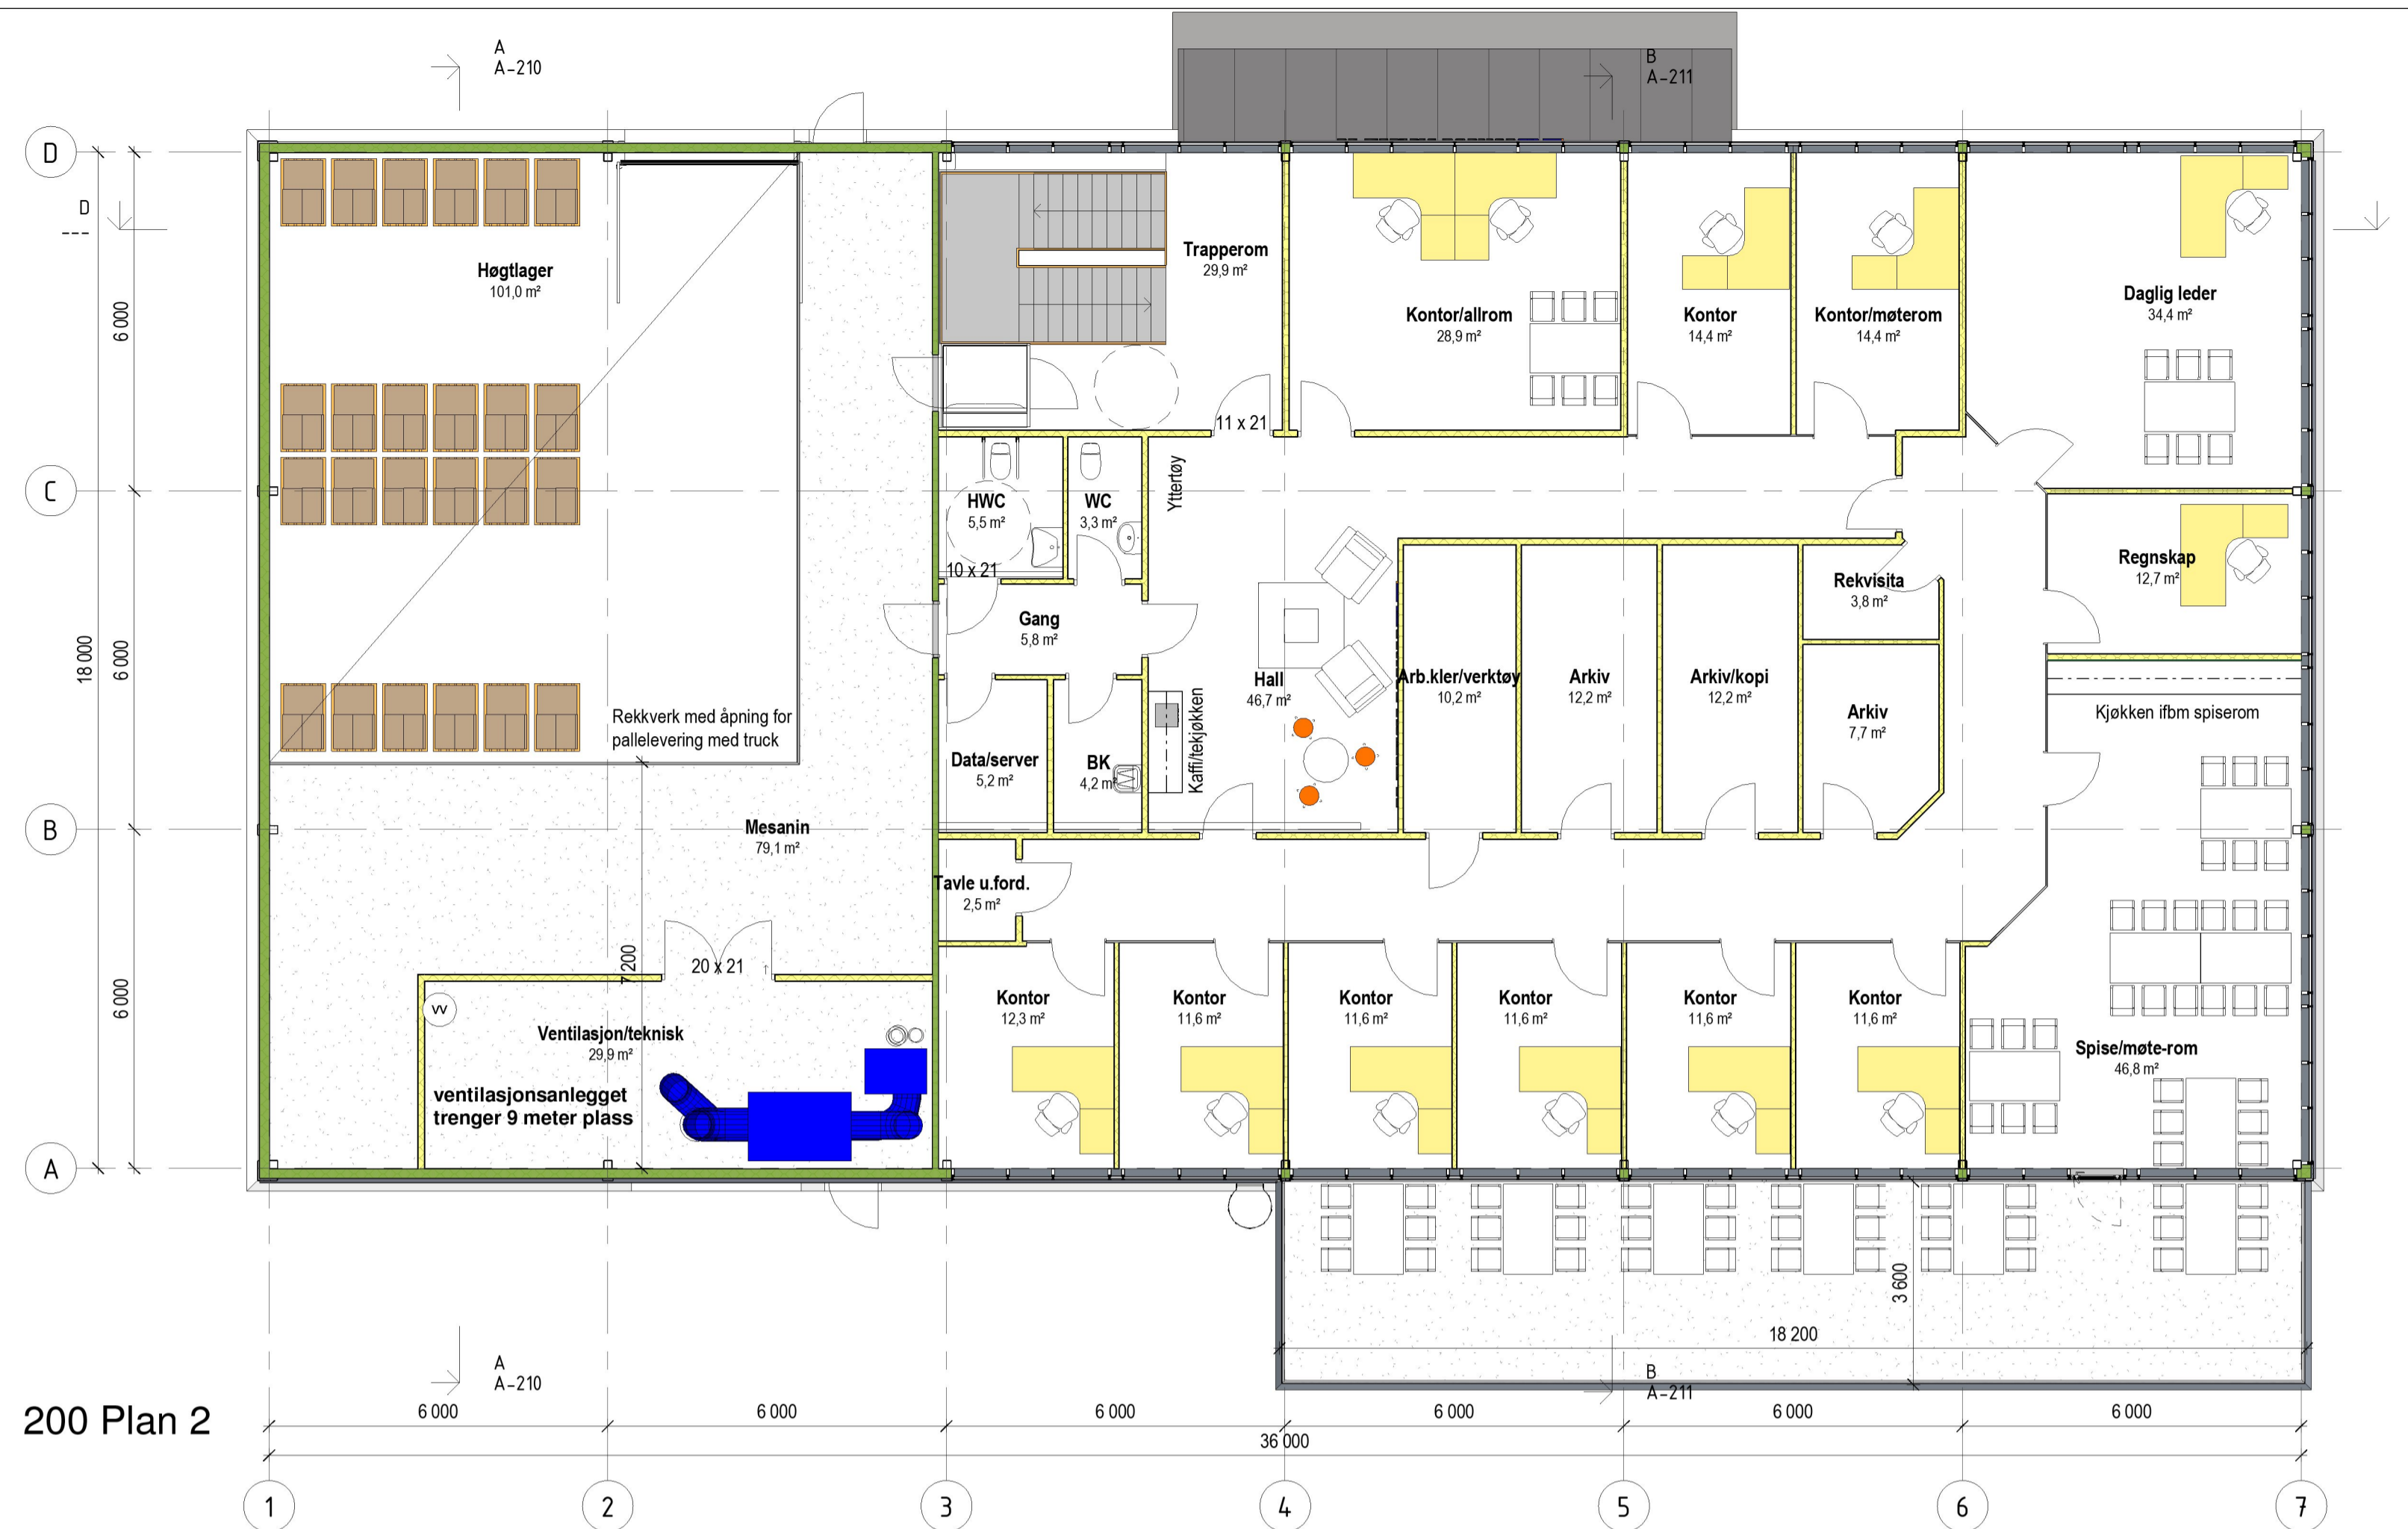 A
A-210
B
A-211
D
D
Høgtlager
101,0 m²
Trapperom
29,9 m²
Kontor/allrom
28,9 m²
Kontor
14,4 m²
Kontor/møterom
14,4 m²
Daglig leder
34,4 m²
11 x 21
6 000
C
HWC
5,5 m²
WC
3,3 m²
Yttertøy
10 x 21
Rekvisita
3,8 m²
Regnskap
12,7 m²
Gang
5,8 m²
18 000
6 000
Hall
46,7 m²
Arb.kler/verktøy
10,2 m²
Arkiv
12,2 m²
Arkiv/kopi
12,2 m²
Arkiv
7,7 m²
Kjøkken ifbm spiserom
Rekkverk med åpning for
pallelevering med truck
Data/server
5,2 m²
BK
4,2 m²
Kaffi/tekjøkken
B
Mesanin
79,1 m²
Tavle u.ford.
2,5 m²
7 200
20 x 21
6 000
VV
Ventilasjon/teknisk
29,9 m²
ventilasjonsanlegget
trenger 9 meter plass
Kontor
12,3 m²
Kontor
11,6 m²
Kontor
11,6 m²
Kontor
11,6 m²
Kontor
11,6 m²
Kontor
11,6 m²
Spise/møte-rom
46,8 m²
A
3 600
18 200
A
A-210
B
A-211
200 Plan 2
6 000
6 000
6 000
6 000
6 000
6 000
36 000
1
2
3
4
5
6
7